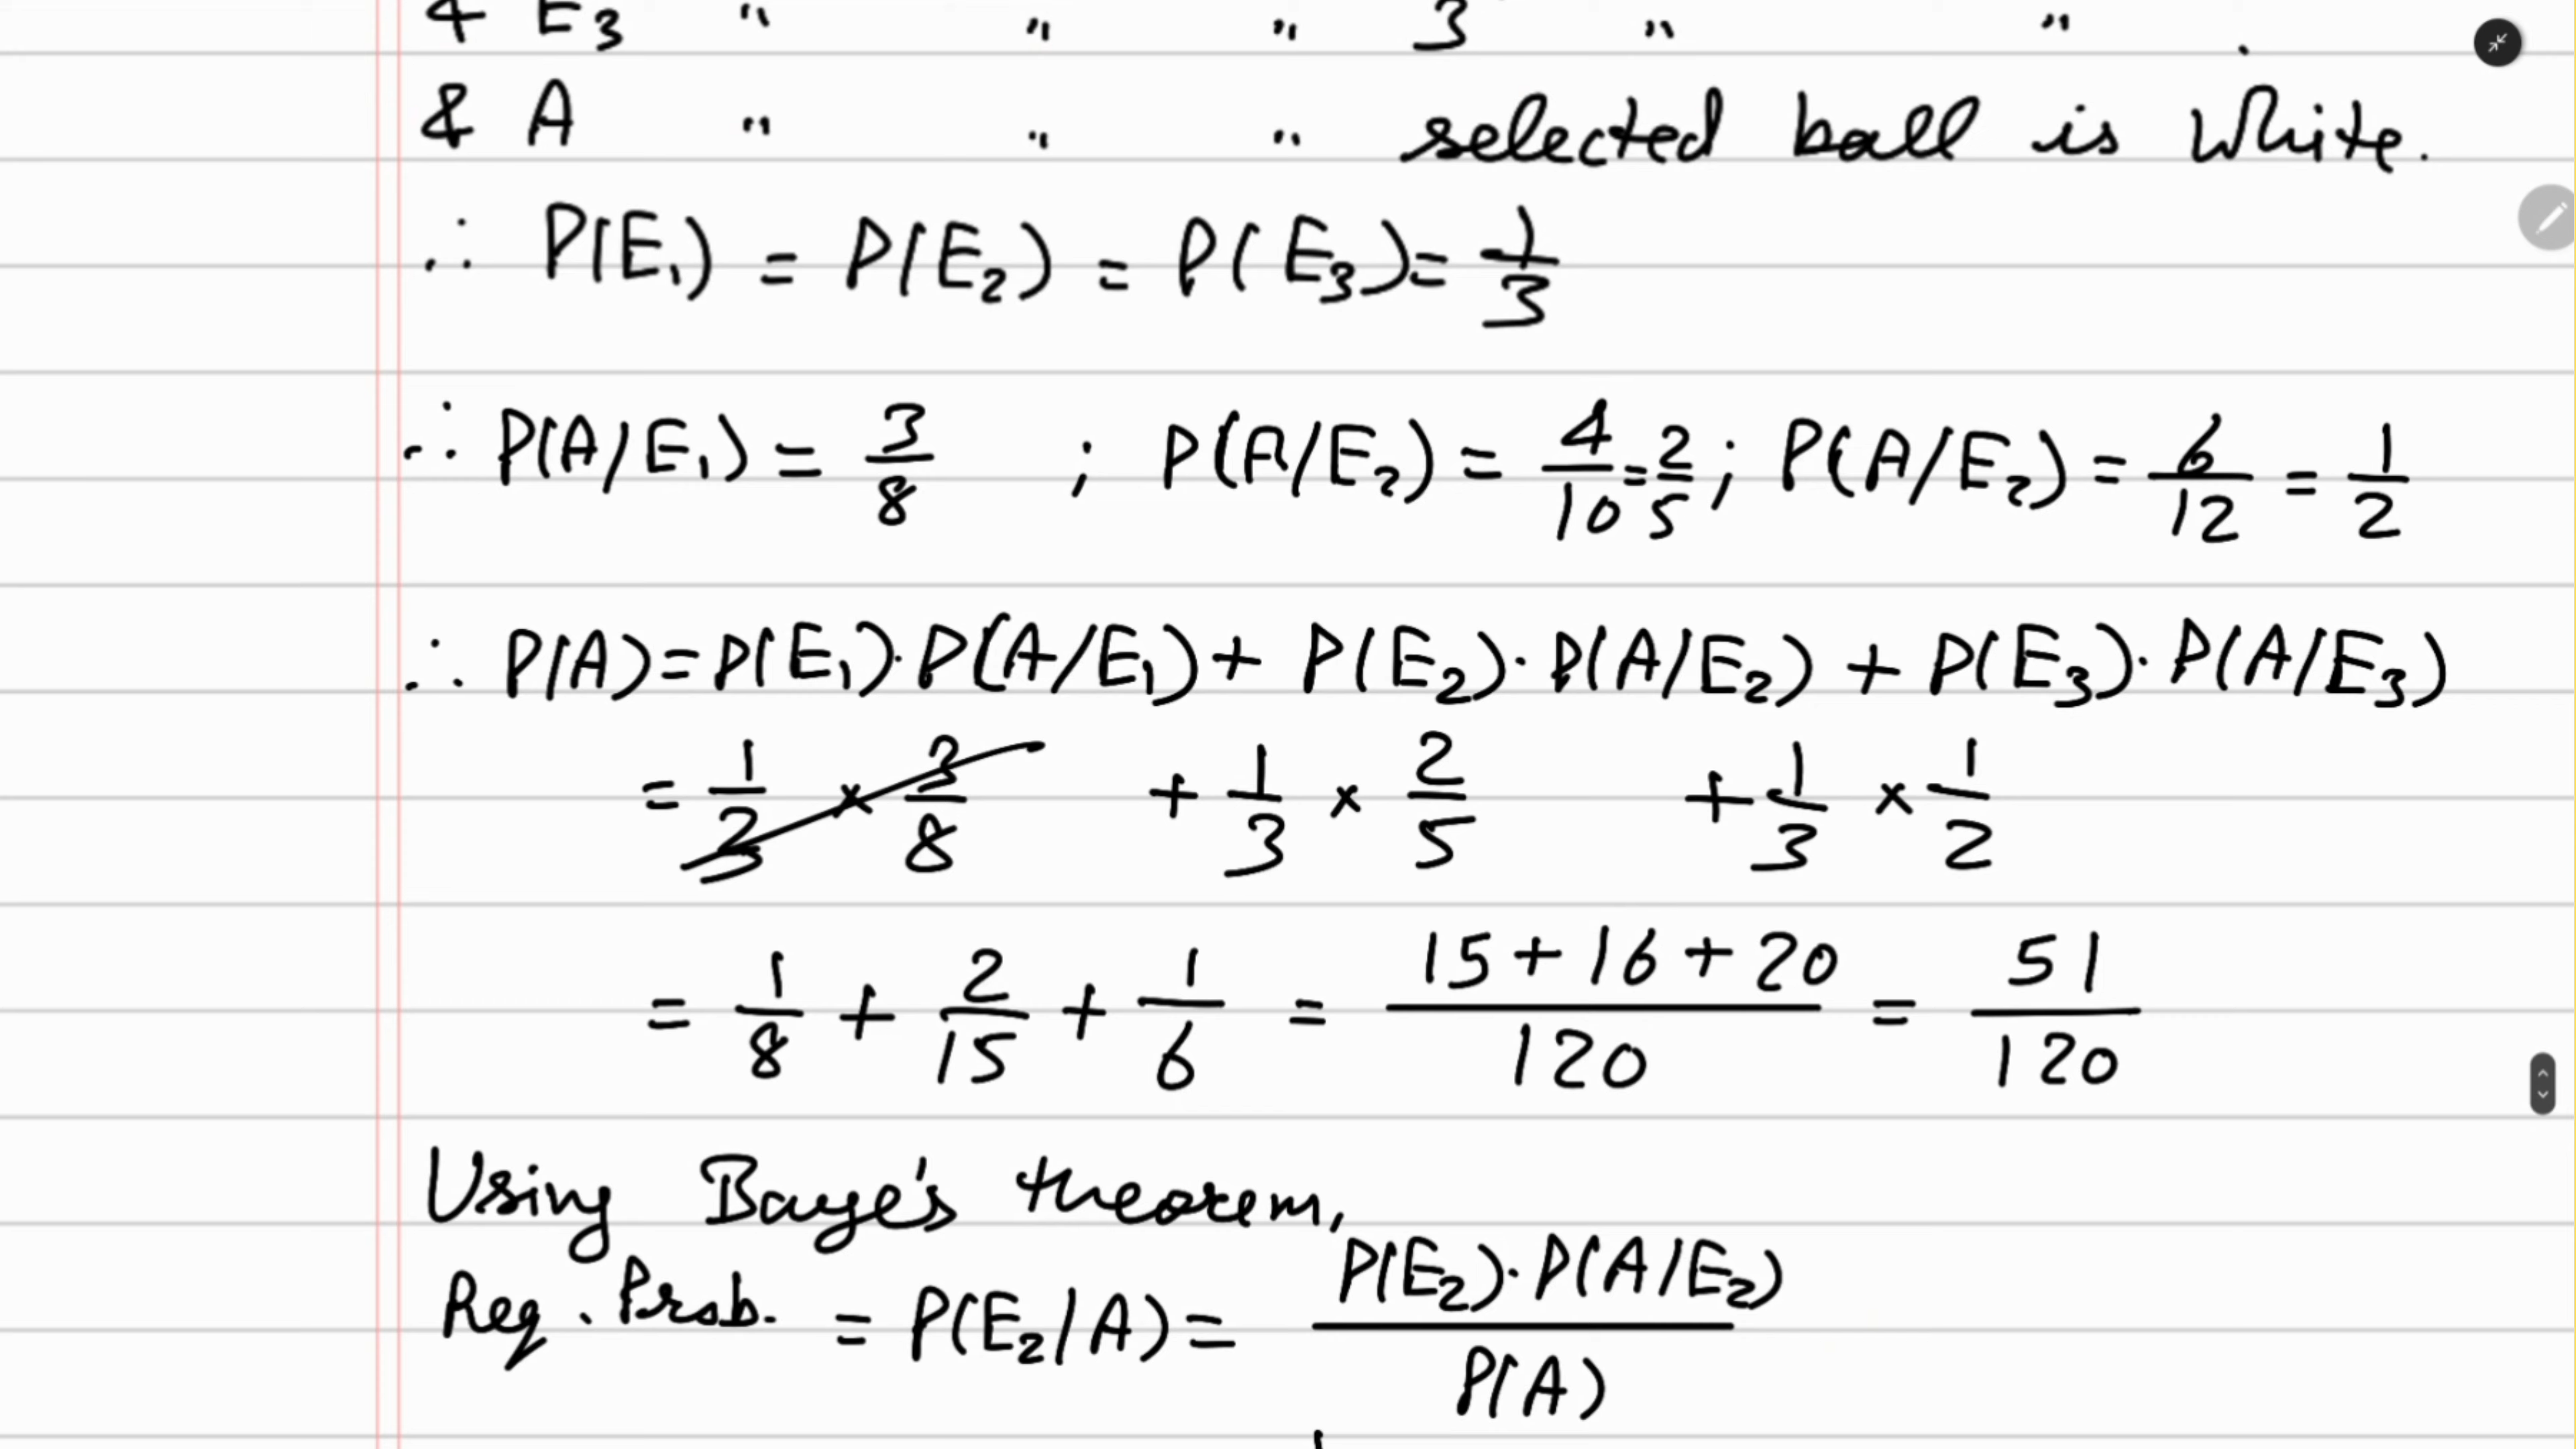 & E₃ " " " 3 " " .
& A " " " selected ball is White.
∴ P(E₁) = P(E₂) = P(E₃) = 1/3
∴ P(A/E₁) = 3/8 ; P(A/E₂) = 4/10 = 2/5 ; P(A/E₂) = 6/12 = 1/2
∴ P(A) = P(E₁)·P(A/E₁) + P(E₂)·P(A/E₂) + P(E₃)·P(A/E₃)
= 1/3 × 3/8 + 1/3 × 2/5 + 1/3 × 1/2
= 1/8 + 2/15 + 1/6 = (15 + 16 + 20)/120 = 51/120
Using Baye's theorem,
Req. Prob. = P(E₂/A) = P(E₂)·P(A/E₂)/P(A)